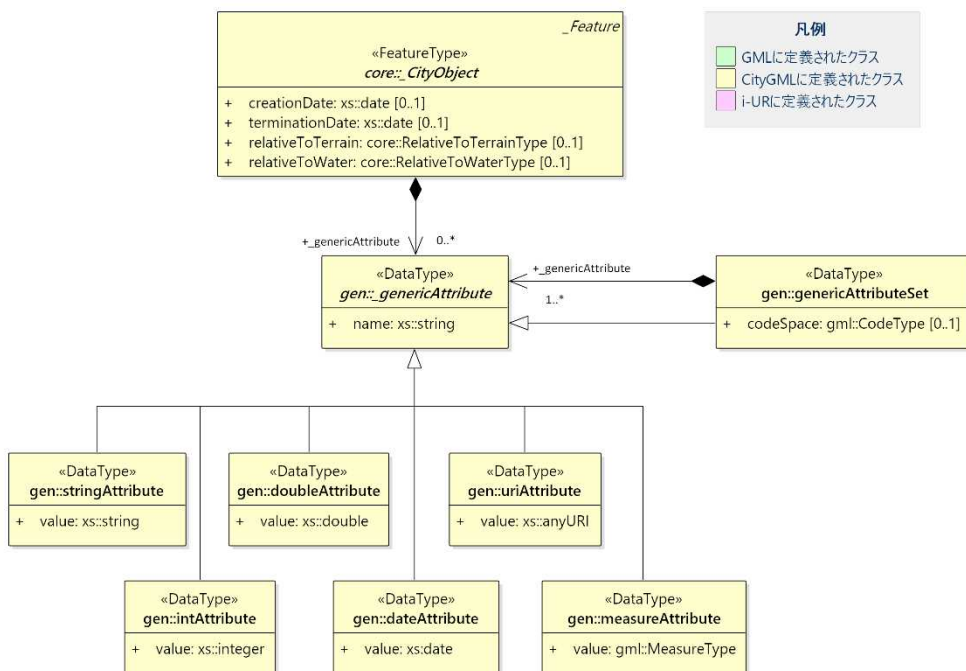 _Feature
«FeatureType»
core::_CityObject
+ creationDate: xs::date [0..1]
+ terminationDate: xs::date [0..1]
+ relativeToTerrain: core::RelativeToTerrainType [0..1]
+ relativeToWater: core::RelativeToWaterType [0..1]
凡例
GMLに定義されたクラス
CityGMLに定義されたクラス
i-URに定義されたクラス
+_genericAttribute 0..*
«DataType»
gen::_genericAttribute
+ name: xs::string
+_genericAttribute
1..*
«DataType»
gen::genericAttributeSet
+ codeSpace: gml::CodeType [0..1]
«DataType»
gen::stringAttribute
+ value: xs::string
«DataType»
gen::doubleAttribute
+ value: xs::double
«DataType»
gen::uriAttribute
+ value: xs::anyURI
«DataType»
gen::intAttribute
+ value: xs::integer
«DataType»
gen::dateAttribute
+ value: xs:date
«DataType»
gen::measureAttribute
+ value: gml::MeasureType